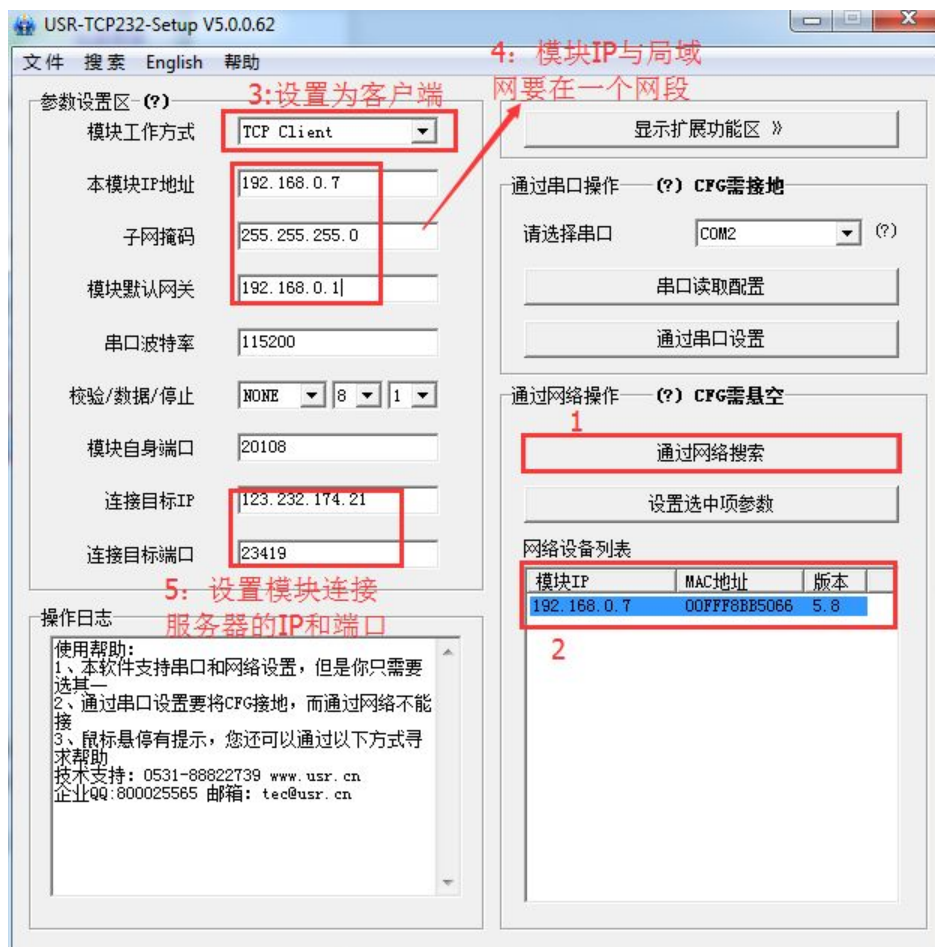 USR-TCP232-Setup V5.0.0.62
文件 搜索 English 帮助
4：模块IP与局域
网要在一个网段
参数设置区 (?)
3:设置为客户端
模块工作方式 TCP Client
本模块IP地址 192.168.0.7
子网掩码 255.255.255.0
模块默认网关 192.168.0.1
串口波特率 115200
校验/数据/停止 NONE 8 1
模块自身端口 20108
连接目标IP 123.232.174.21
连接目标端口 23419
5：设置模块连接
服务器的IP和端口
操作日志
使用帮助:
1、本软件支持串口和网络设置，但是你只需要
选其一
2、通过串口设置要将CFG接地，而通过网络不能
接
3、鼠标悬停有提示，您还可以通过以下方式寻
求帮助
技术支持: 0531-88822739 www.usr.cn
企业QQ:800025565 邮箱: tec@usr.cn
显示扩展功能区 》
通过串口操作 (?) CFG需接地
请选择串口 COM2 (?)
串口读取配置
通过串口设置
通过网络操作 (?) CFG需悬空
1
通过网络搜索
设置选中项参数
网络设备列表
模块IP MAC地址 版本
192.168.0.7 00FFF8BB5066 5.8
2